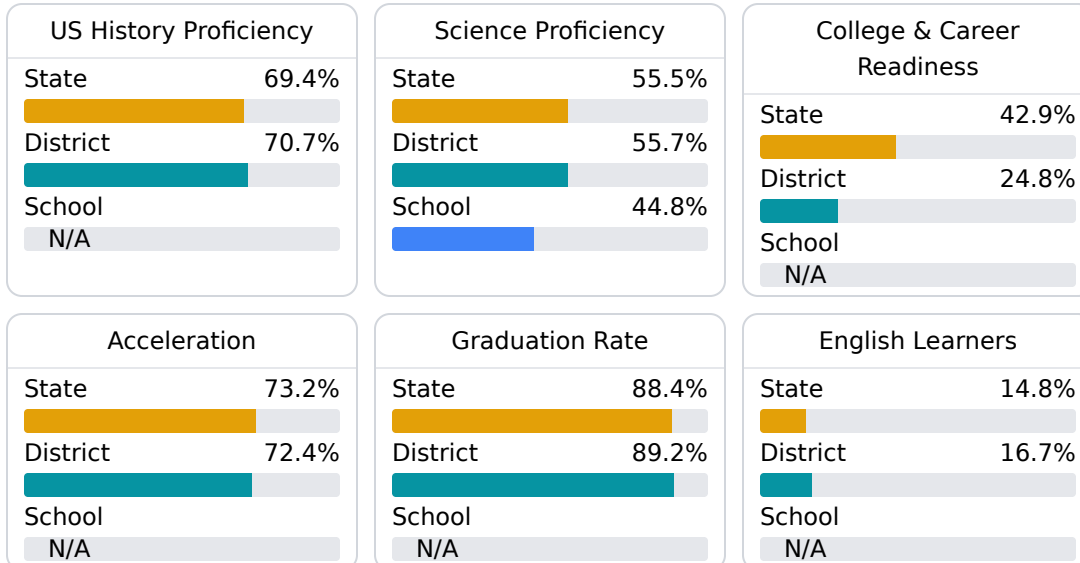 US History Proficiency
State 69.4%
District 70.7%
School
N/A
Science Proficiency
State 55.5%
District 55.7%
School 44.8%
College & Career
Readiness
State 42.9%
District 24.8%
School
N/A
Acceleration
State 73.2%
District 72.4%
School
N/A
Graduation Rate
State 88.4%
District 89.2%
School
N/A
English Learners
State 14.8%
District 16.7%
School
N/A